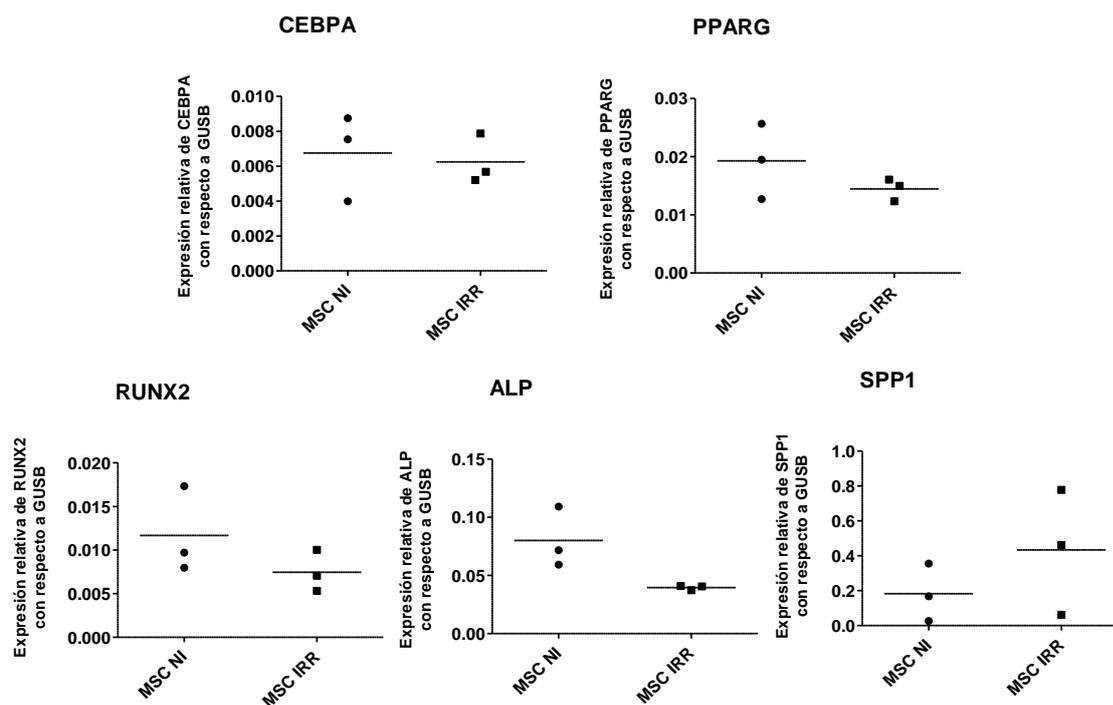 CEBPA
Expresión relativa de CEBPA
con respecto a GUSB
0.010
0.008
0.006
0.004
0.002
0.000
MSC NI
MSC IRR
PPARG
Expresión relativa de PPARG
con respecto a GUSB
0.03
0.02
0.01
0.00
MSC NI
MSC IRR
RUNX2
Expresión relativa de RUNX2
con respecto a GUSB
0.020
0.015
0.010
0.005
0.000
MSC NI
MSC IRR
ALP
Expresión relativa de ALP
con respecto a GUSB
0.15
0.10
0.05
0.00
MSC NI
MSC IRR
SPP1
Expresión relativa de SPP1
con respecto a GUSB
1.0
0.8
0.6
0.4
0.2
0.0
MSC NI
MSC IRR